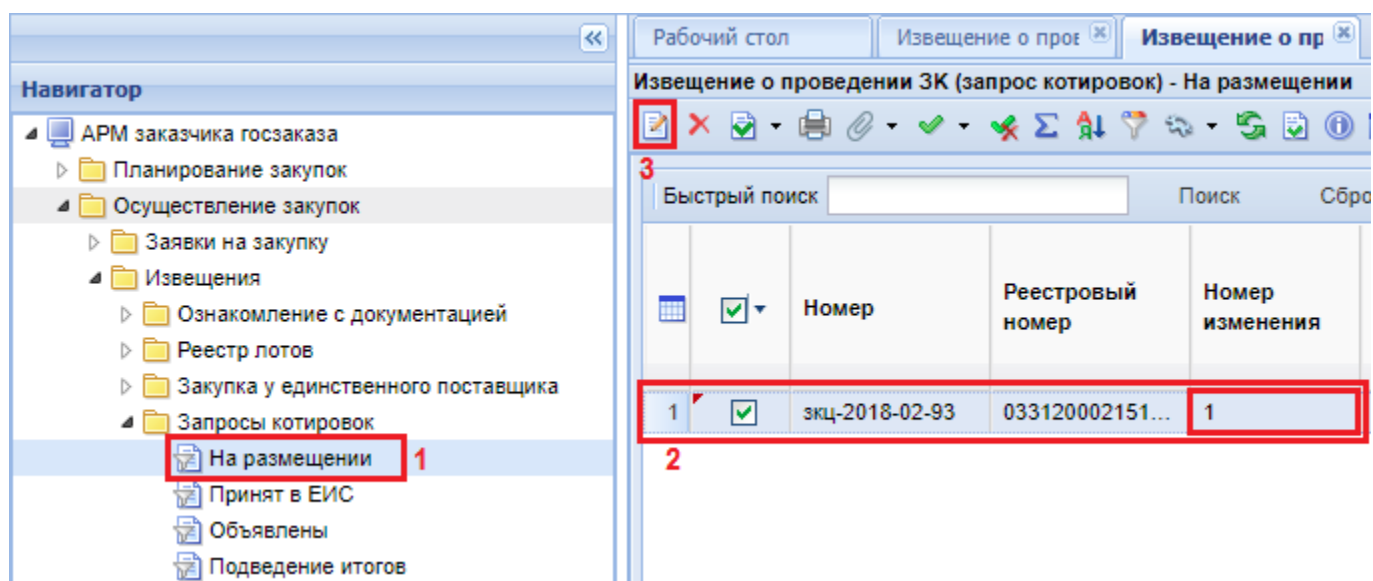 Навигатор
АРМ заказчика госзаказа
Планирование закупок
Осуществление закупок
Заявки на закупку
Извещения
Ознакомление с документацией
Реестр лотов
Закупка у единственного поставщика
Запросы котировок
На размещении 1
Принят в ЕИС
Объявлены
Подведение итогов
Рабочий стол Извещение о прое Извещение о пр
Извещение о проведении ЗК (запрос котировок) - На размещении
3
Быстрый поиск Поиск Сбро
Номер Реестровый номер Номер изменения
1 зкц-2018-02-93 033120002151... 1
2